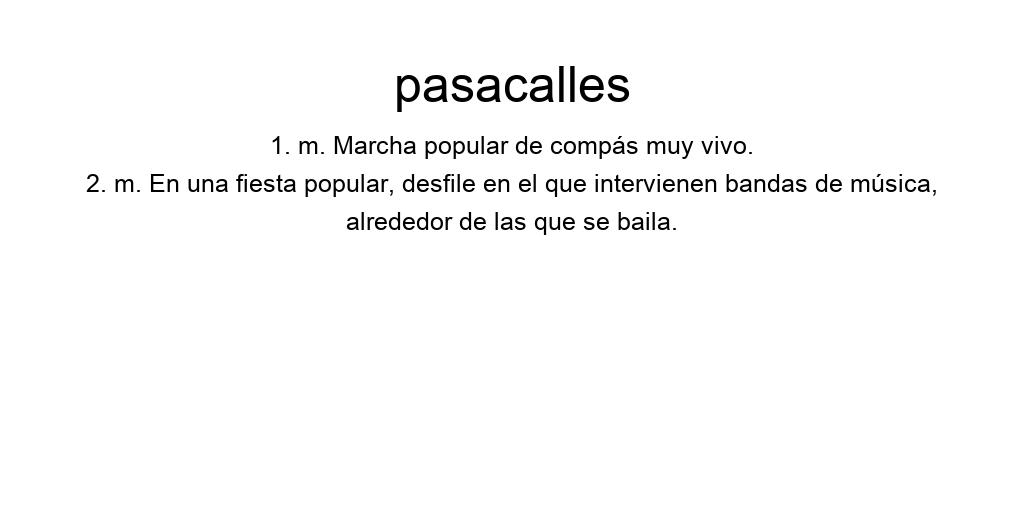 pasacalles
1. m. Marcha popular de compás muy vivo.
2. m. En una fiesta popular, desfile en el que intervienen bandas de música,
alrededor de las que se baila.